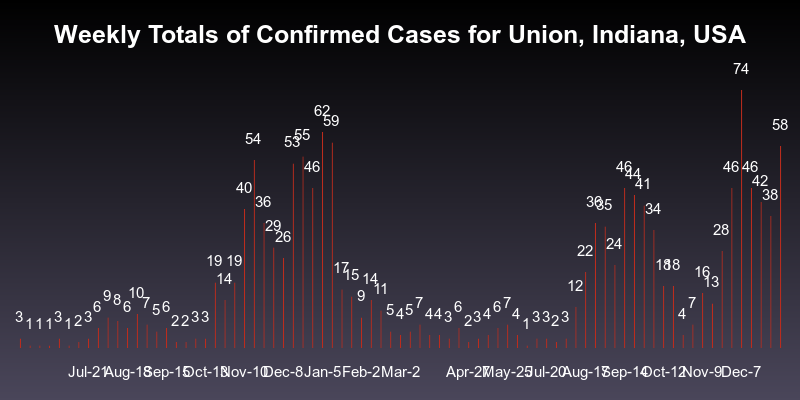 Weekly Totals of Confirmed Cases for Union, Indiana, USA
3 1 1 1 3 1 2 3 6 9 8 6 10 7 5 6 2 2 3 3 19 14 19 40 54 36 29 26 53 55 46 62 59 17 15 9 14 11 5 4 5 7 4 4 3 6 2 3 4 6 7 4 1 3 3 2 3 12 22 36 35 24 46 44 41 34 18 18 4 7 16 13 28 46 74 46 42 38 58
Jul-21 Aug-18 Sep-15 Oct-13 Nov-10 Dec-8 Jan-5 Feb-2 Mar-2 Apr-27 May-25 Jul-20 Aug-17 Sep-14 Oct-12 Nov-9 Dec-7